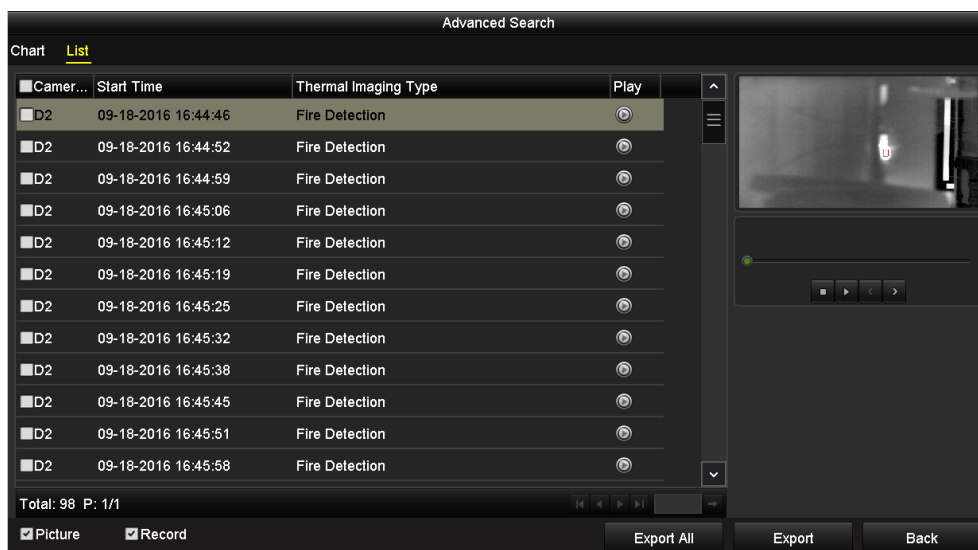 Advanced Search
Chart List
Camer... Start Time Thermal Imaging Type Play
D2 09-18-2016 16:44:46 Fire Detection
D2 09-18-2016 16:44:52 Fire Detection
D2 09-18-2016 16:44:59 Fire Detection
D2 09-18-2016 16:45:06 Fire Detection
D2 09-18-2016 16:45:12 Fire Detection
D2 09-18-2016 16:45:19 Fire Detection
D2 09-18-2016 16:45:25 Fire Detection
D2 09-18-2016 16:45:32 Fire Detection
D2 09-18-2016 16:45:38 Fire Detection
D2 09-18-2016 16:45:45 Fire Detection
D2 09-18-2016 16:45:51 Fire Detection
D2 09-18-2016 16:45:58 Fire Detection
Total: 98 P: 1/1
Picture Record Export All Export Back